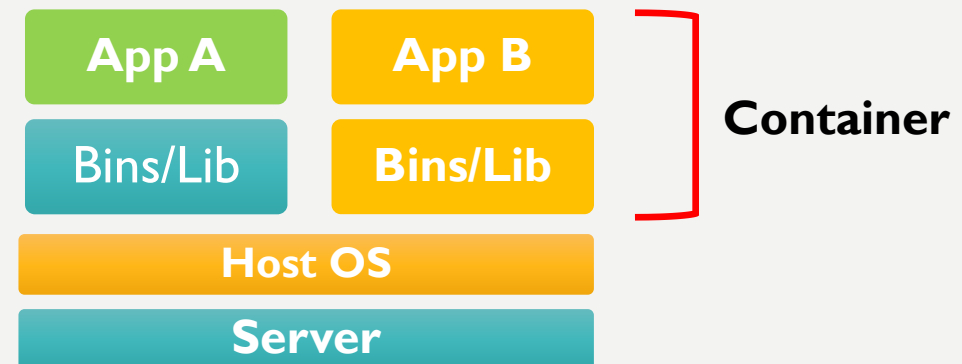 App A
App B
Container
Bins/Lib
Bins/Lib
Host OS
Server